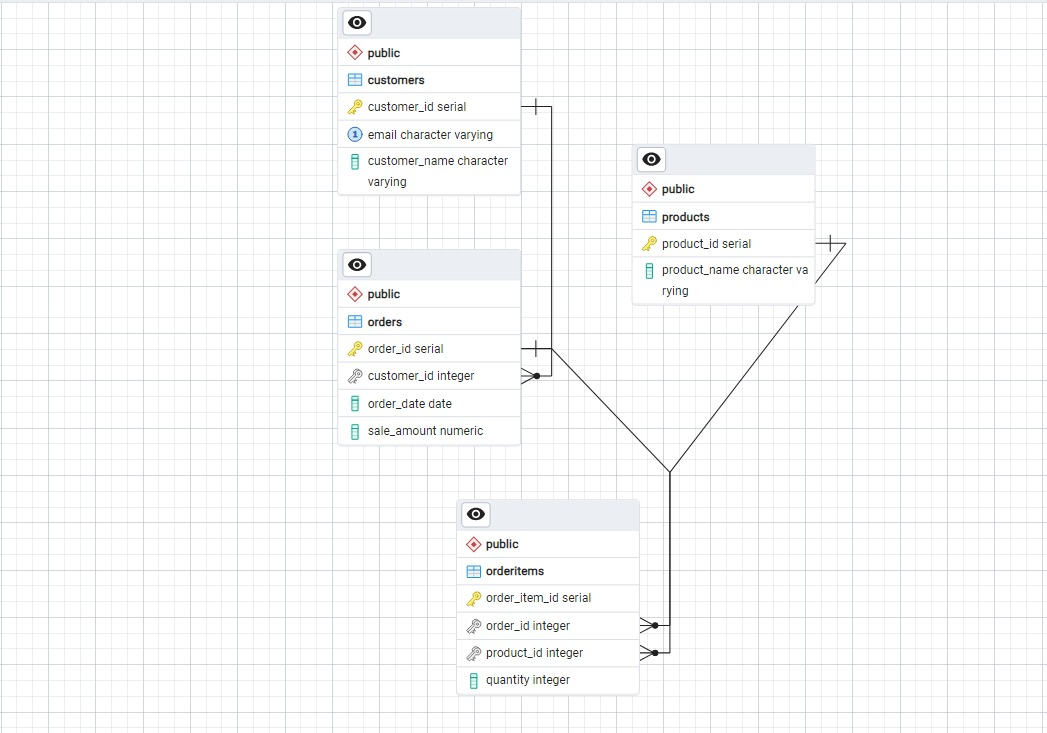 public
customers
customer_id serial
1 email character varying
customer_name character
varying
public
orders
order_id serial
customer_id integer
order_date date
sale_amount numeric
public
products
product_id serial
product_name character va
rying
public
orderitems
order_item_id serial
order_id integer
product_id integer
quantity integer